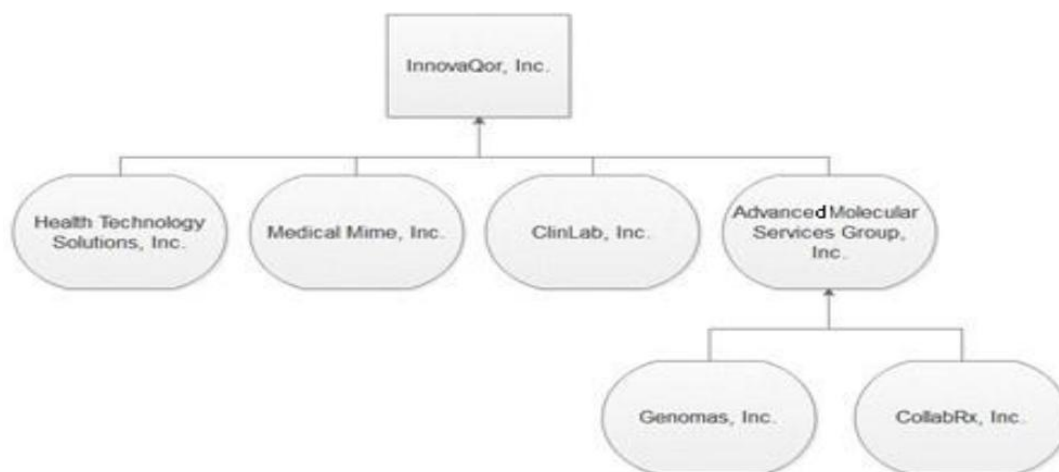 InnovaQor, Inc.
Health Technology
Solutions, Inc.
Medical Mime, Inc.
ClinLab, Inc.
Advanced Molecular
Services Group,
Inc.
Genomas, Inc.
CollabRx, Inc.